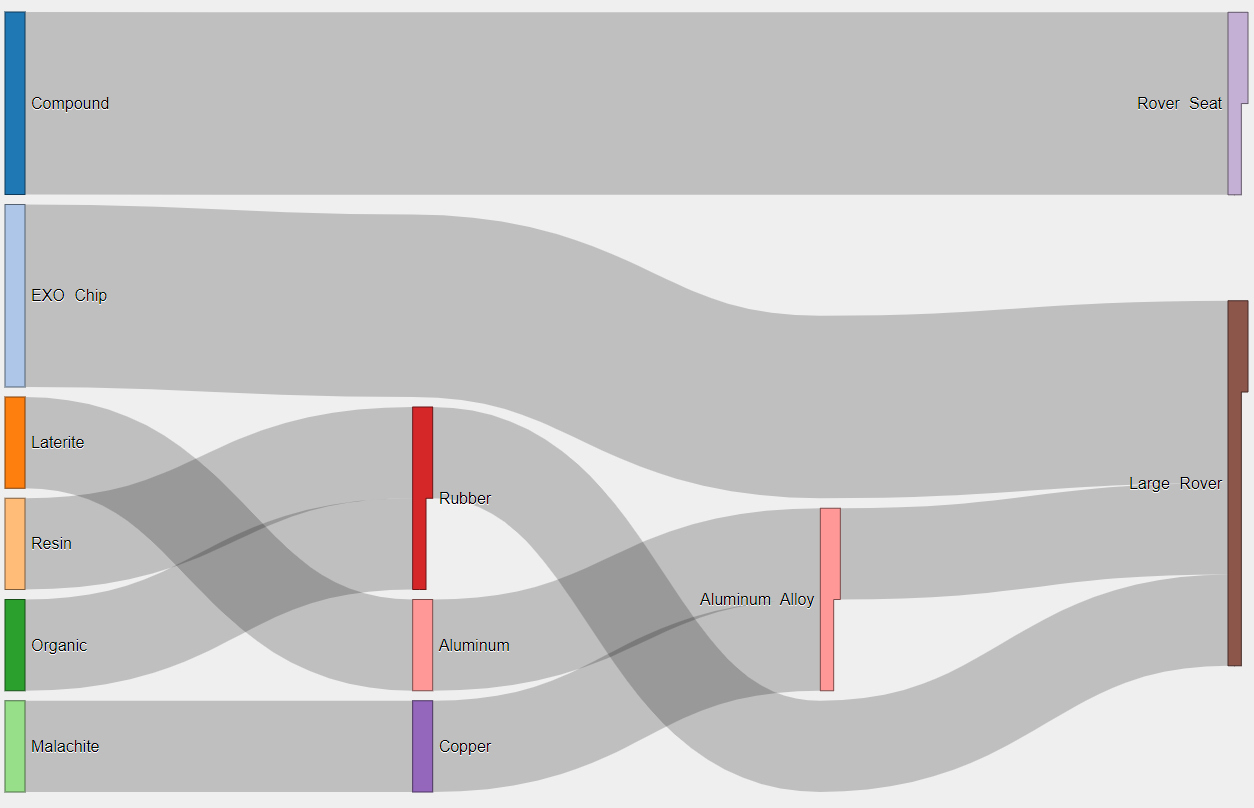 Compound
Rover Seat
EXO Chip
Laterite
Large Rover
Rubber
Resin
Aluminum Alloy
Organic
Aluminum
Malachite
Copper